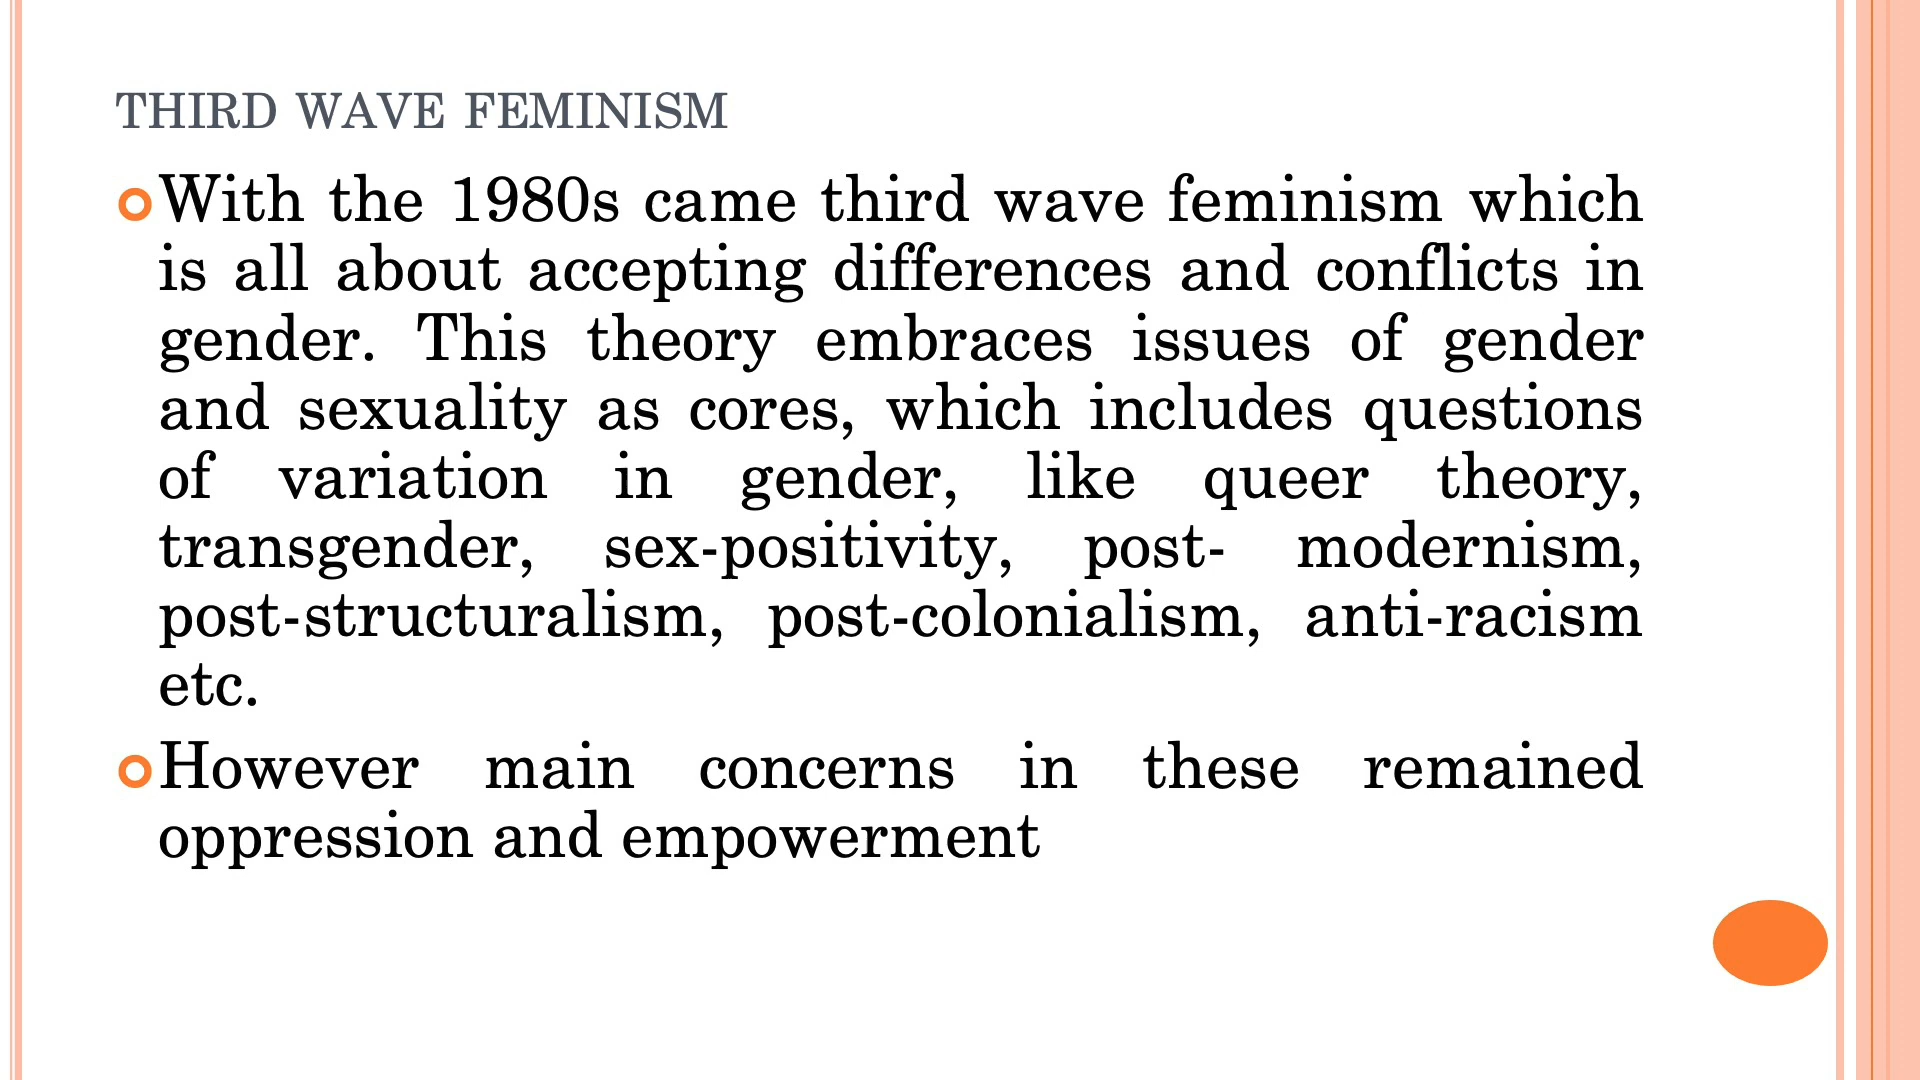 THIRD WAVE FEMINISM
With the 1980s came third wave feminism which
is all about accepting differences and conflicts in
gender. This theory embraces issues of gender
and sexuality as cores, which includes questions
of variation in gender, like queer theory,
transgender, sex-positivity, post- modernism,
post-structuralism, post-colonialism, anti-racism
etc.
However main concerns in these remained
oppression and empowerment